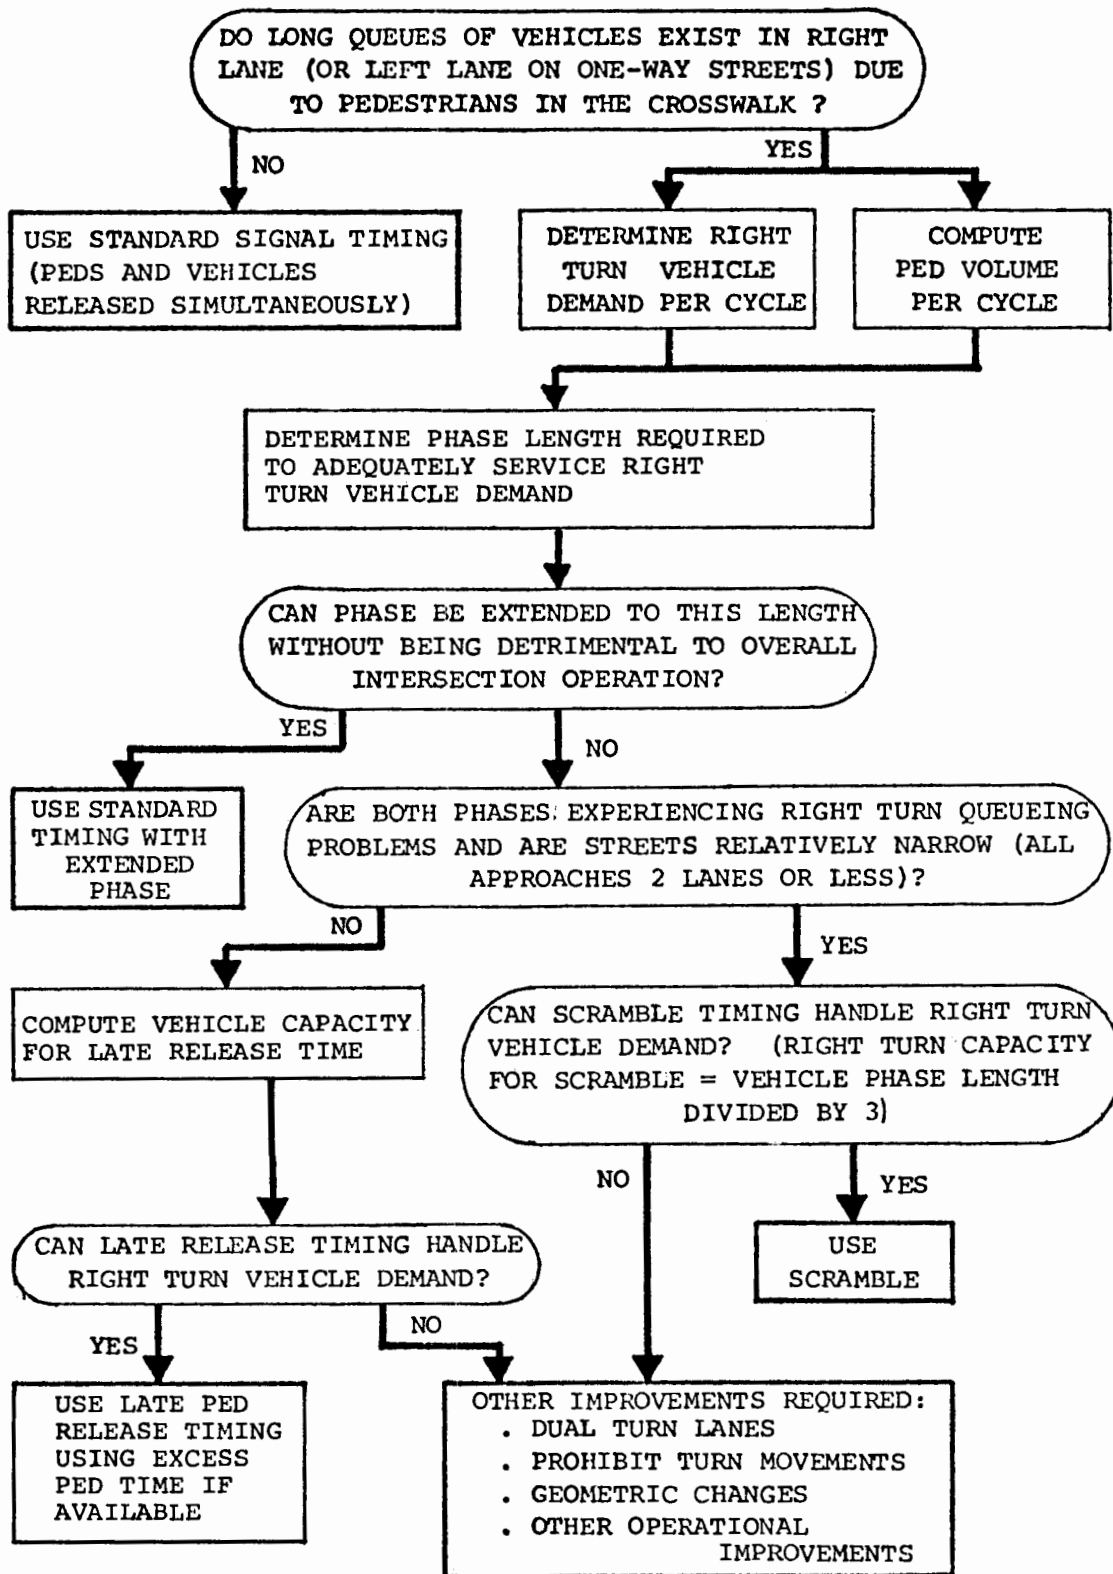 DO LONG QUEUES OF VEHICLES EXIST IN RIGHT
LANE (OR LEFT LANE ON ONE-WAY STREETS) DUE
TO PEDESTRIANS IN THE CROSSWALK ?
NO
YES
USE STANDARD SIGNAL TIMING
(PEDS AND VEHICLES
RELEASED SIMULTANEOUSLY)
DETERMINE RIGHT
TURN VEHICLE
DEMAND PER CYCLE
COMPUTE
PED VOLUME
PER CYCLE
DETERMINE PHASE LENGTH REQUIRED
TO ADEQUATELY SERVICE RIGHT
TURN VEHICLE DEMAND
CAN PHASE BE EXTENDED TO THIS LENGTH
WITHOUT BEING DETRIMENTAL TO OVERALL
INTERSECTION OPERATION?
YES
NO
USE STANDARD
TIMING WITH
EXTENDED
PHASE
ARE BOTH PHASES EXPERIENCING RIGHT TURN QUEUEING
PROBLEMS AND ARE STREETS RELATIVELY NARROW (ALL
APPROACHES 2 LANES OR LESS)?
NO
YES
COMPUTE VEHICLE CAPACITY
FOR LATE RELEASE TIME
CAN SCRAMBLE TIMING HANDLE RIGHT TURN
VEHICLE DEMAND? (RIGHT TURN CAPACITY
FOR SCRAMBLE = VEHICLE PHASE LENGTH
DIVIDED BY 3)
NO
YES
CAN LATE RELEASE TIMING HANDLE
RIGHT TURN VEHICLE DEMAND?
USE
SCRAMBLE
YES
NO
USE LATE PED
RELEASE TIMING
USING EXCESS
PED TIME IF
AVAILABLE
OTHER IMPROVEMENTS REQUIRED:
. DUAL TURN LANES
. PROHIBIT TURN MOVEMENTS
. GEOMETRIC CHANGES
. OTHER OPERATIONAL
IMPROVEMENTS